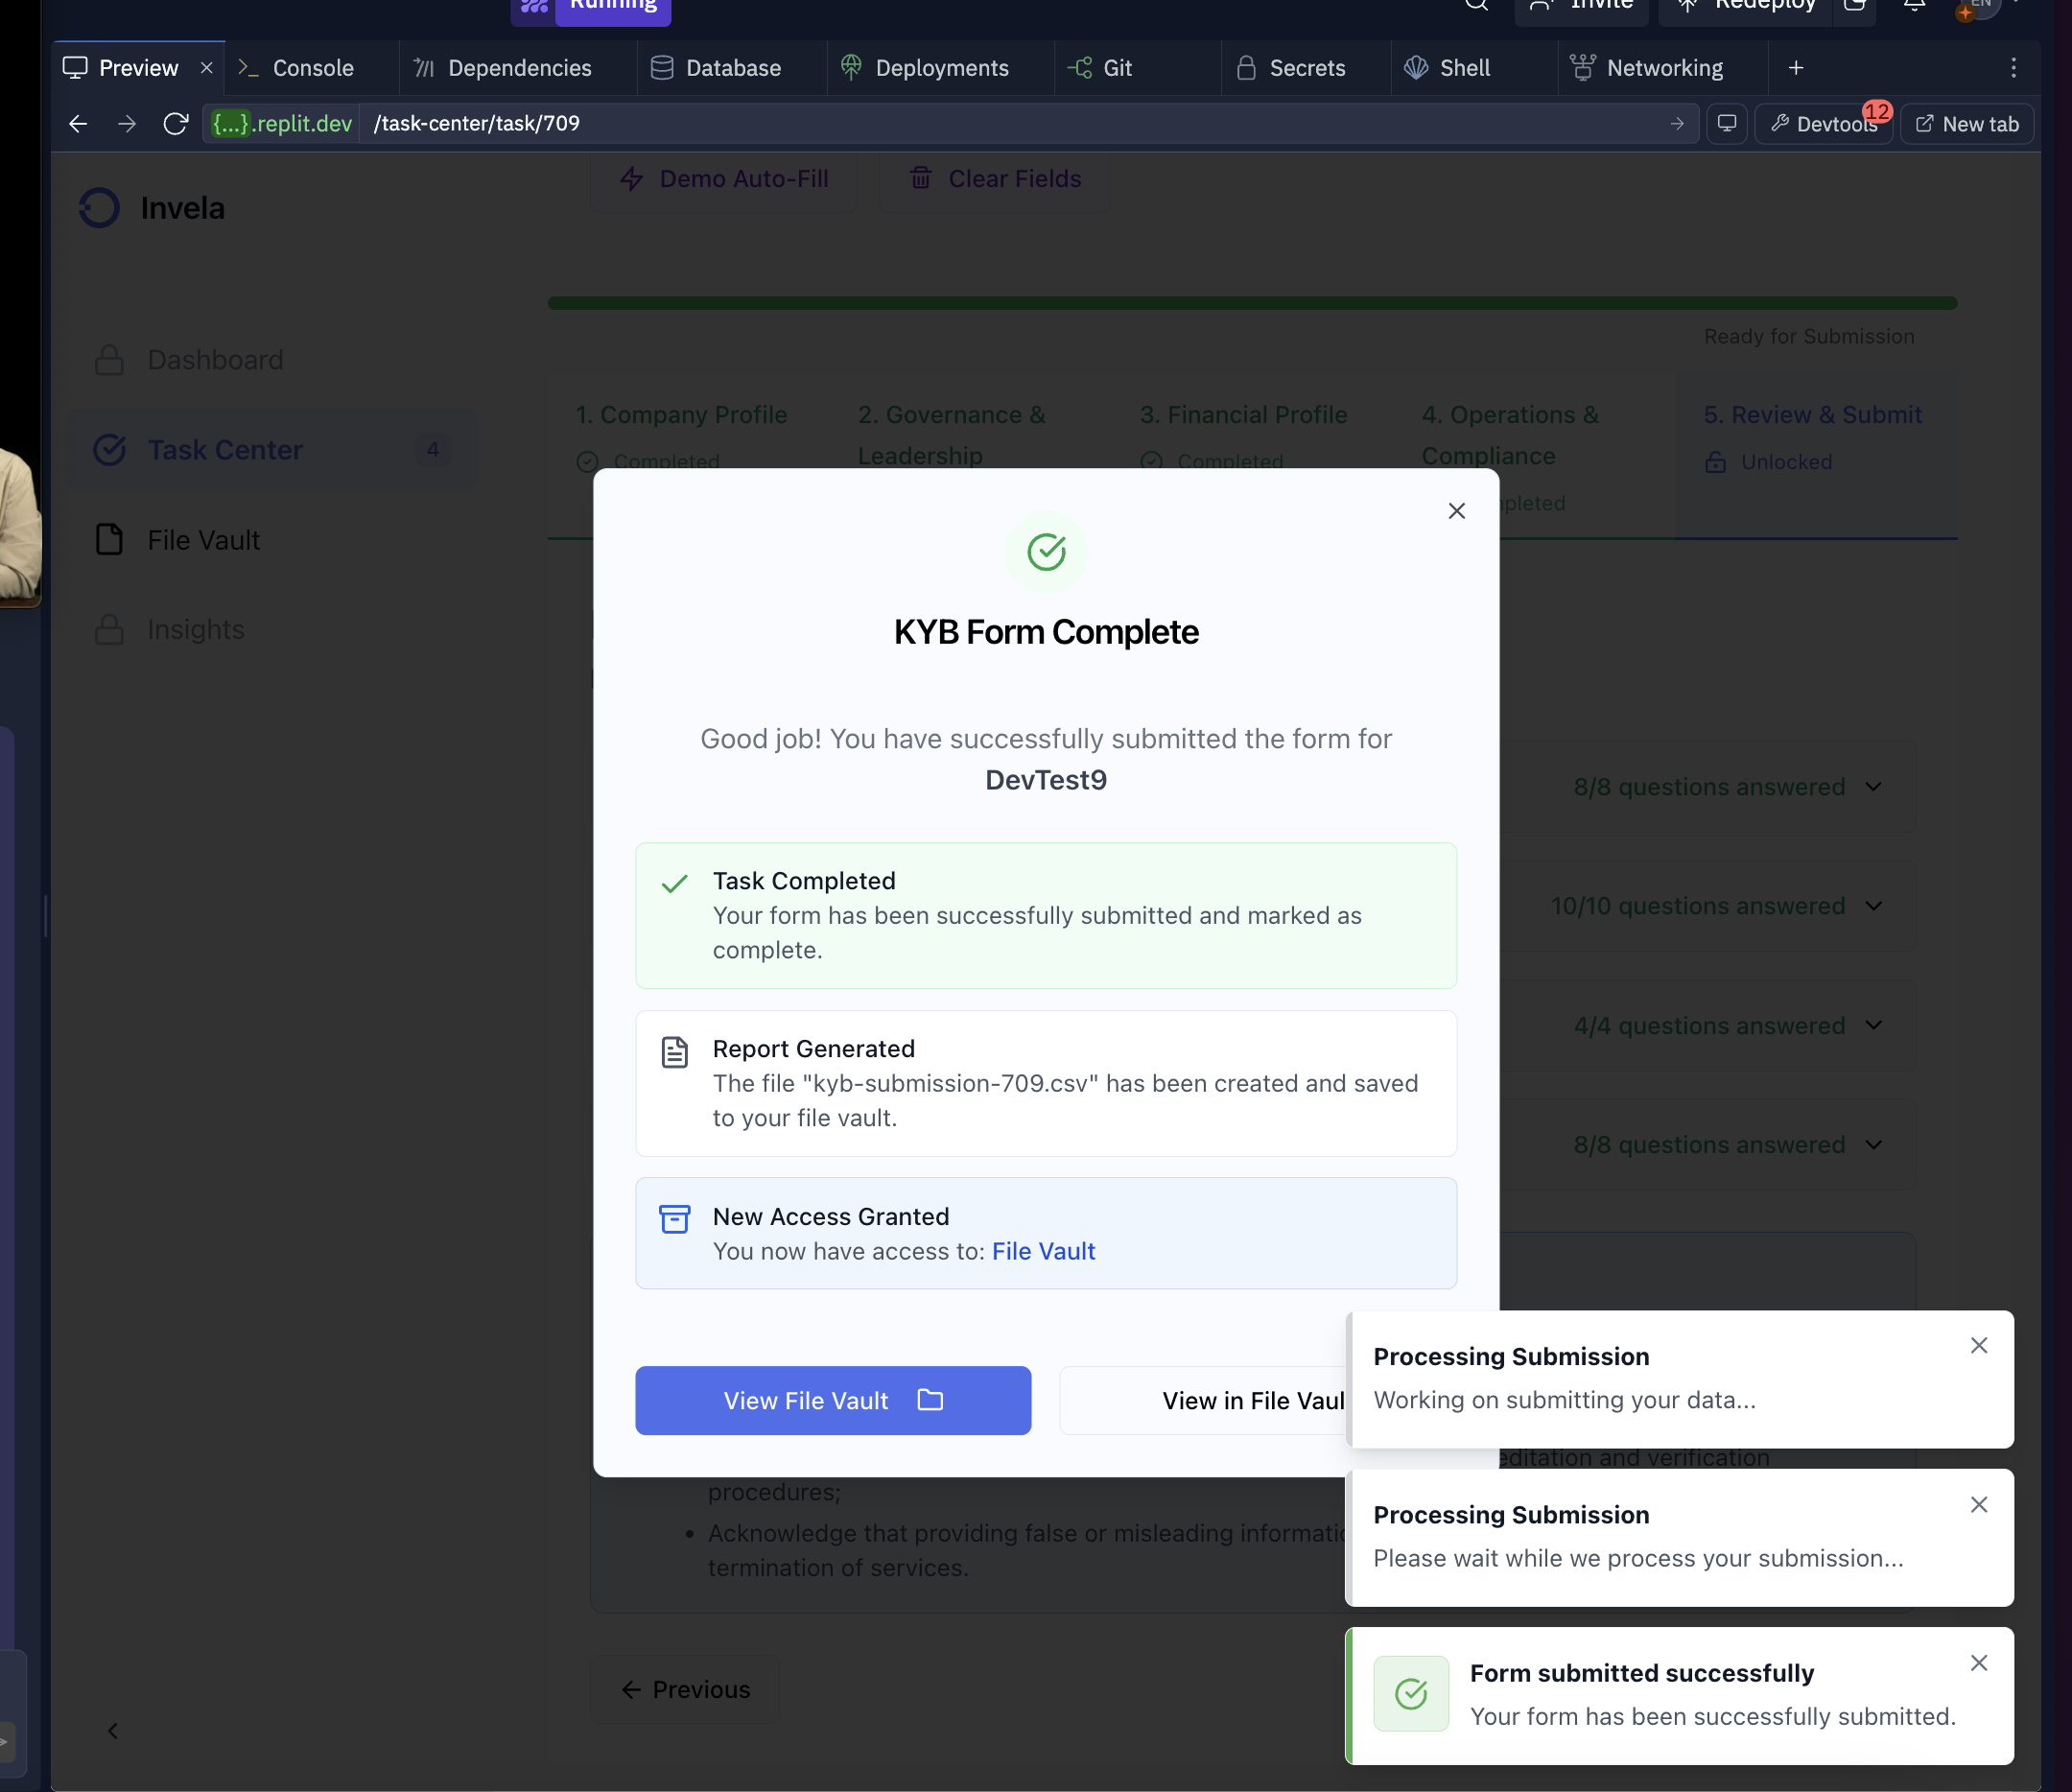 Running
Invite
Redeploy
EN
Preview
Console
Dependencies
Database
Deployments
Git
Secrets
Shell
Networking
{...}.replit.dev
/task-center/task/709
Devtools
12
New tab
Invela
Demo Auto-Fill
Clear Fields
Ready for Submission
Dashboard
Task Center
4
File Vault
Insights
1. Company Profile
Completed
2. Governance &
Leadership
3. Financial Profile
Completed
4. Operations &
Compliance
pleted
5. Review & Submit
Unlocked
KYB Form Complete
Good job! You have successfully submitted the form for
DevTest9
Task Completed
Your form has been successfully submitted and marked as
complete.
Report Generated
The file "kyb-submission-709.csv" has been created and saved
to your file vault.
New Access Granted
You now have access to: File Vault
View File Vault
View in File Vaul
8/8 questions answered
10/10 questions answered
4/4 questions answered
8/8 questions answered
editation and verification
procedures;
• Acknowledge that providing false or misleading informatio
termination of services.
Previous
Processing Submission
Working on submitting your data...
Processing Submission
Please wait while we process your submission...
Form submitted successfully
Your form has been successfully submitted.